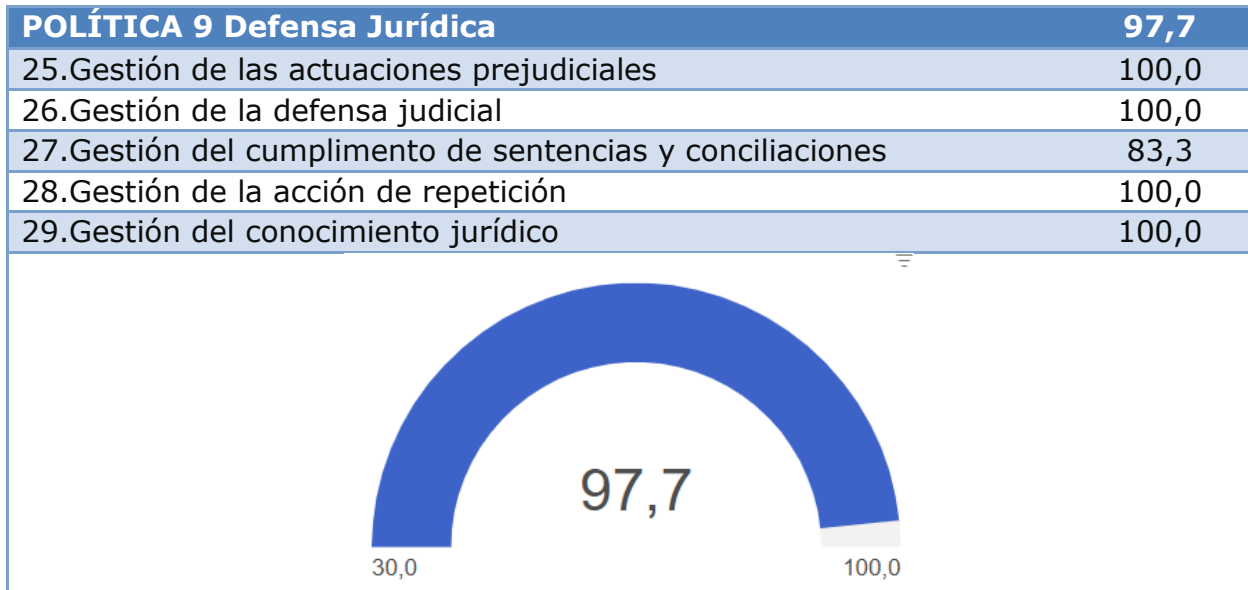 POLÍTICA 9 Defensa Jurídica 97,7
25.Gestión de las actuaciones prejudiciales 100,0
26.Gestión de la defensa judicial 100,0
27.Gestión del cumplimento de sentencias y conciliaciones 83,3
28.Gestión de la acción de repetición 100,0
29.Gestión del conocimiento jurídico 100,0
97,7
30,0 100,0